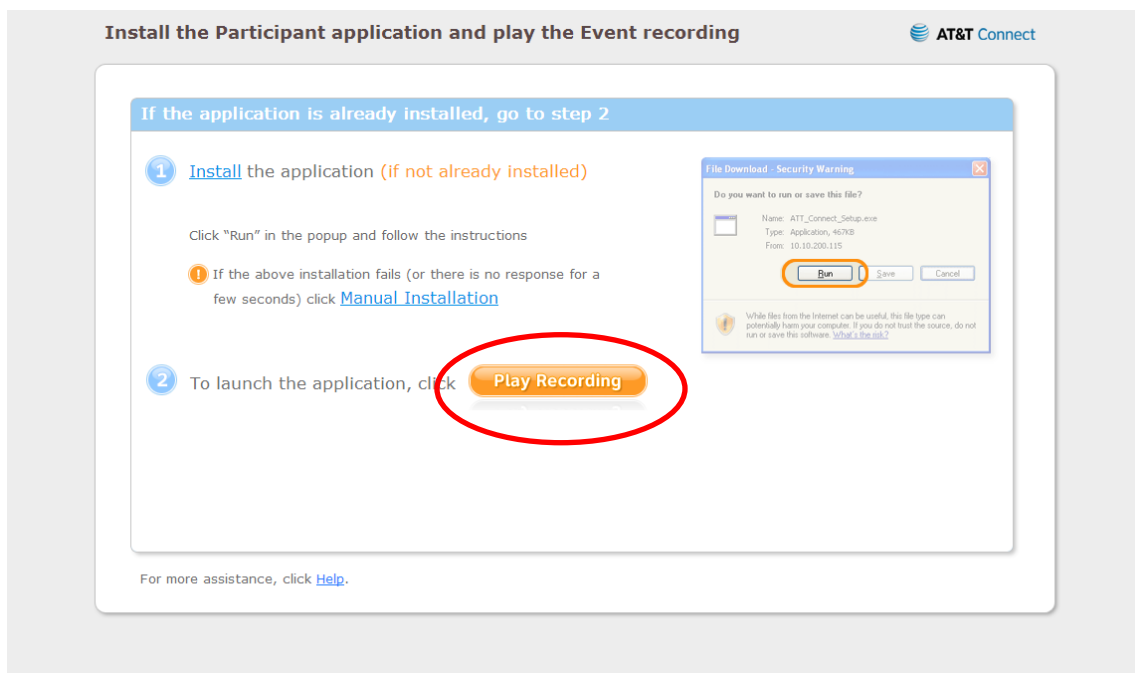 Install the Participant application and play the Event recording
AT&T Connect
If the application is already installed, go to step 2
1 Install the application (if not already installed)
Click “Run” in the popup and follow the instructions
! If the above installation fails (or there is no response for a
few seconds) click Manual Installation
File Download - Security Warning
Do you want to run or save this file?
Name: ATT_Connect_Setup.exe
Type: Application, 467KB
From: 10.10.200.115
Run Save Cancel
While files from the Internet can be useful, this file type can
potentially harm your computer. If you do not trust the source, do not
run or save this software. What's the risk?
2 To launch the application, click Play Recording
For more assistance, click Help.